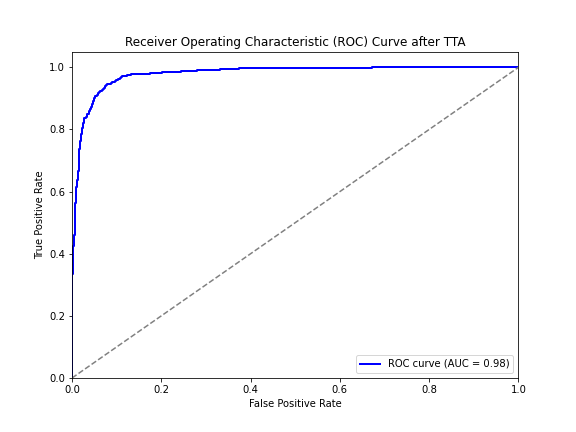 Receiver Operating Characteristic (ROC) Curve after TTA
1.0
0.8
0.6
0.4
0.2
0.0
True Positive Rate
0.0 0.2 0.4 0.6 0.8 1.0
False Positive Rate
ROC curve (AUC = 0.98)